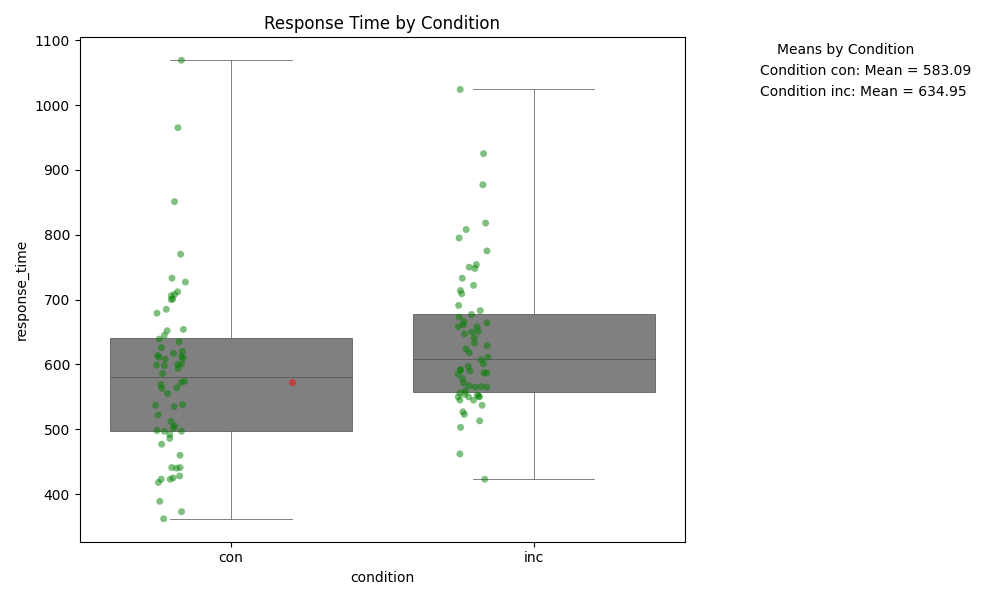 Response Time by Condition
Means by Condition
Condition con: Mean = 583.09
Condition inc: Mean = 634.95
1100
1000
900
800
700
600
500
400
response_time
con inc
condition